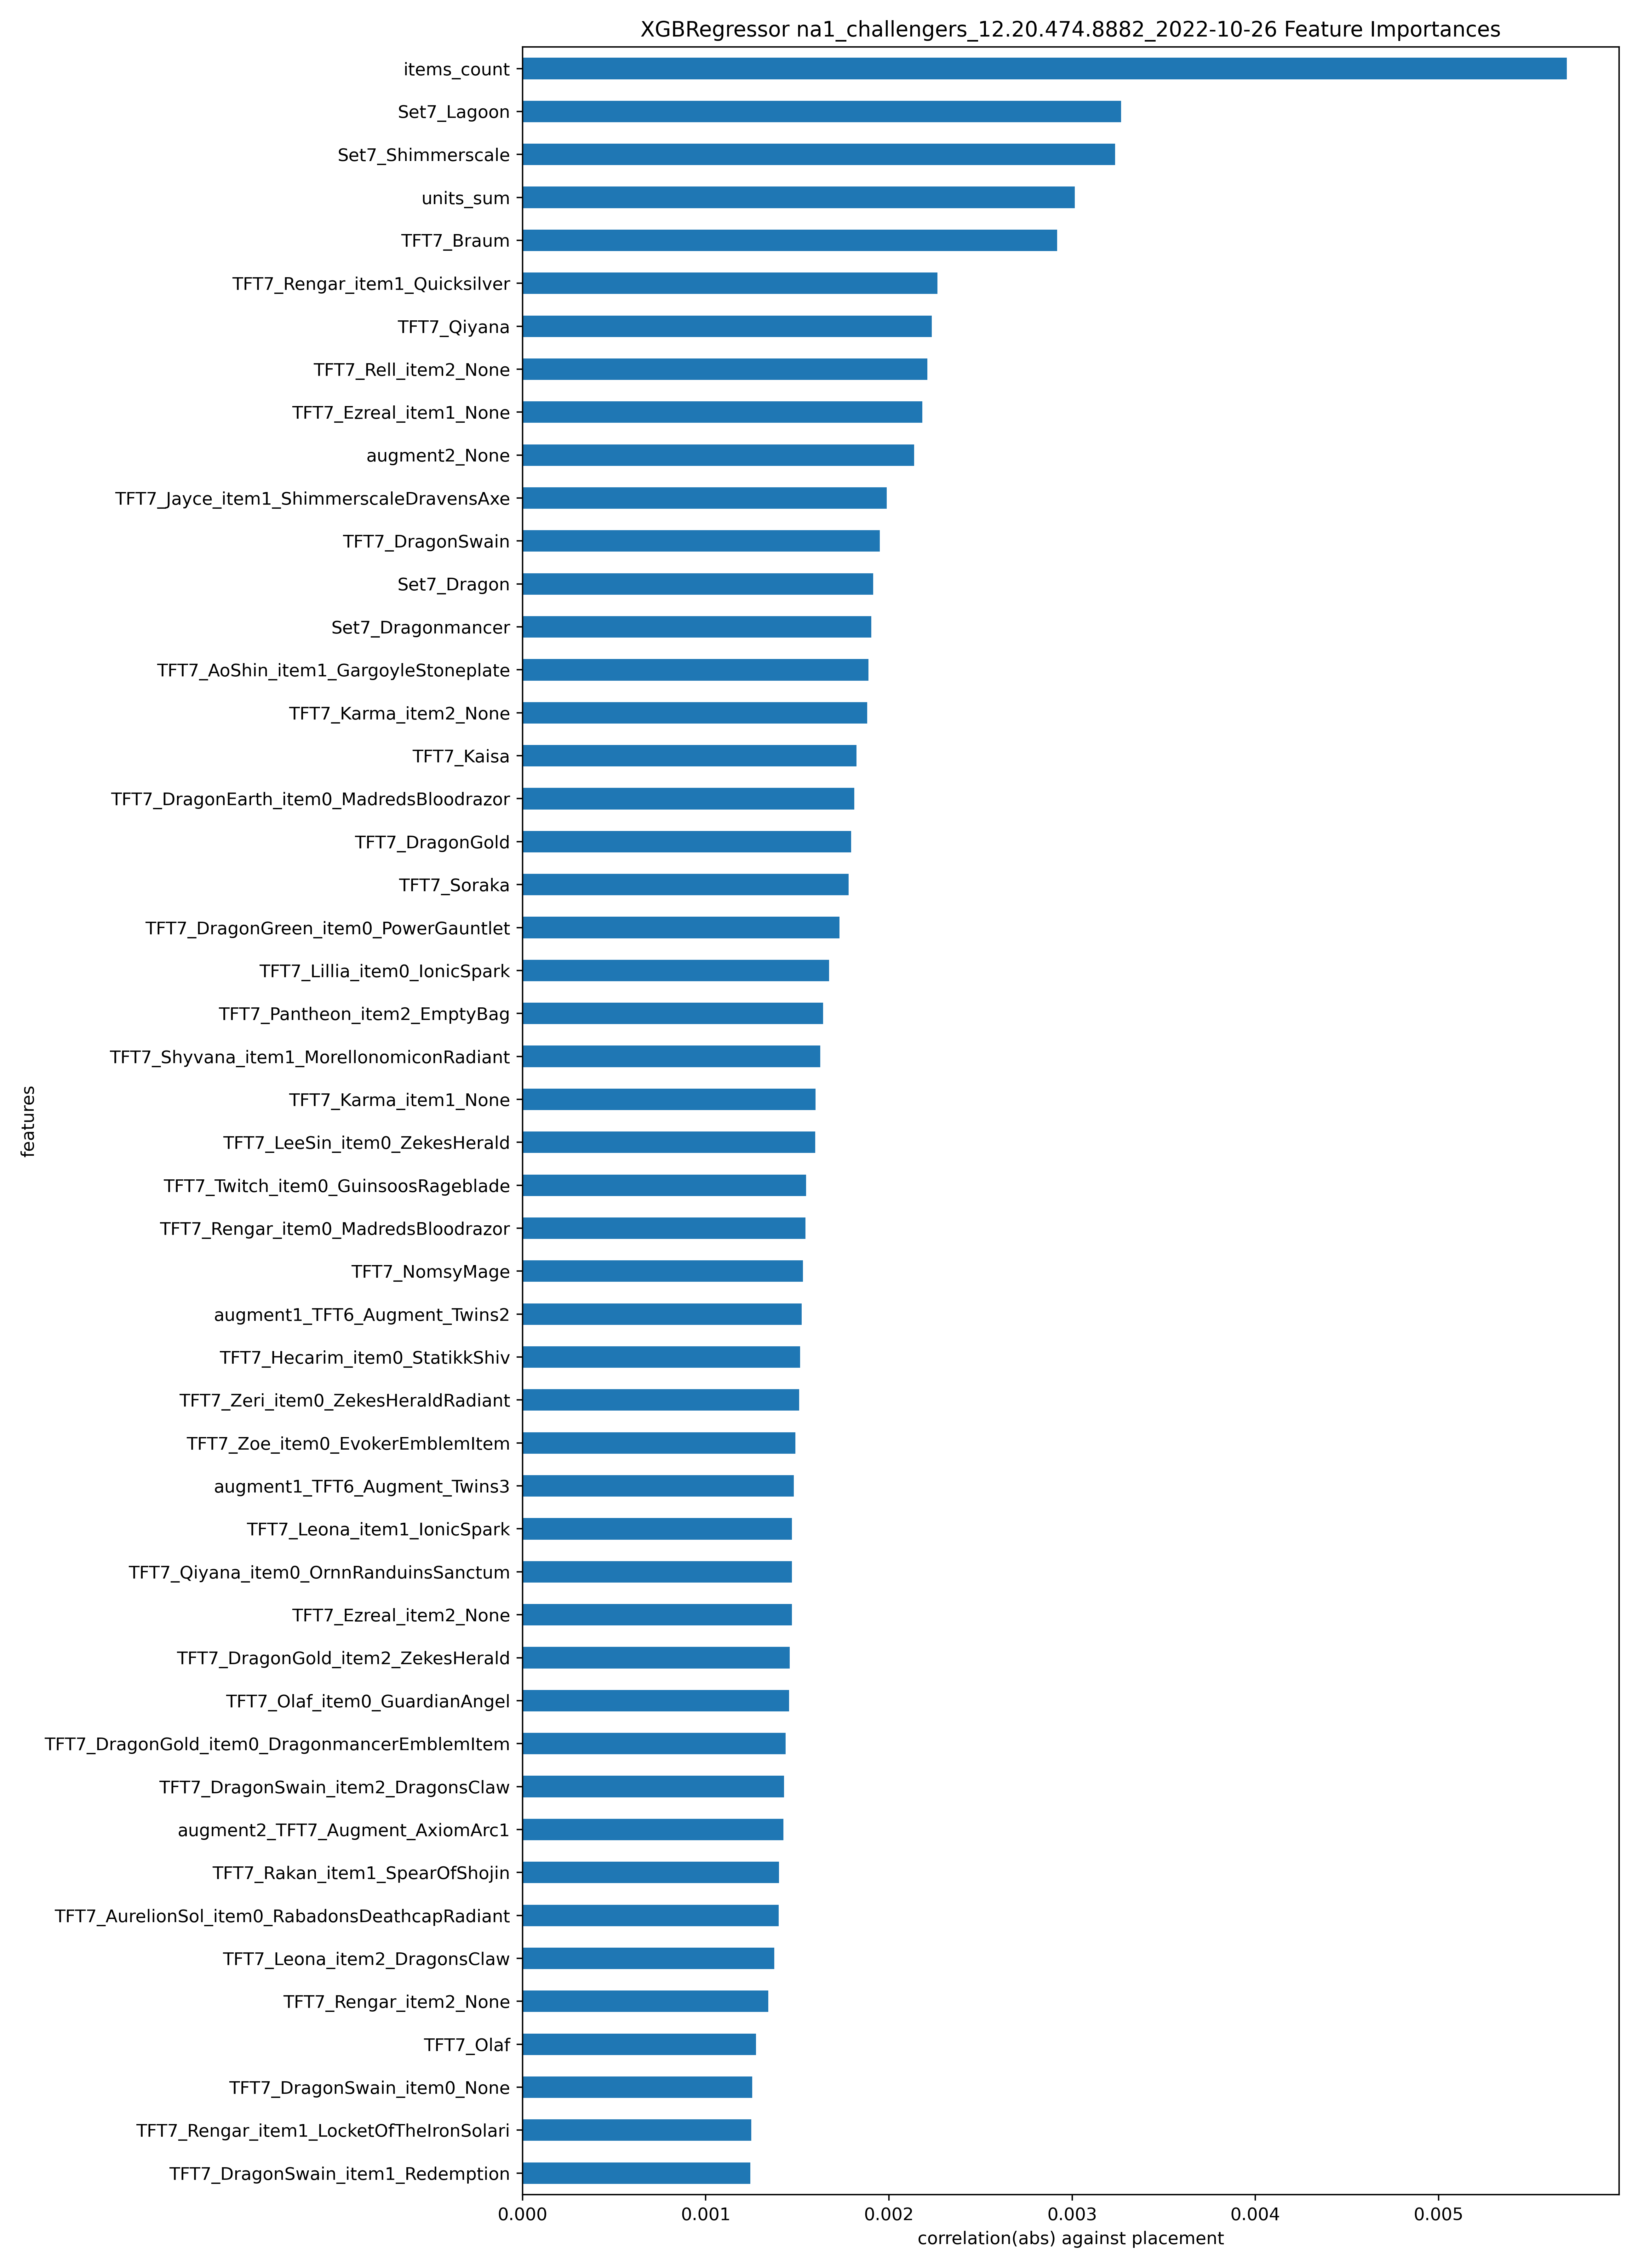 XGBRegressor na1_challengers_12.20.474.8882_2022-10-26 Feature Importances
items_count
Set7_Lagoon
Set7_Shimmerscale
units_sum
TFT7_Braum
TFT7_Rengar_item1_Quicksilver
TFT7_Qiyana
TFT7_Rell_item2_None
TFT7_Ezreal_item1_None
augment2_None
TFT7_Jayce_item1_ShimmerscaleDravensAxe
TFT7_DragonSwain
Set7_Dragon
Set7_Dragonmancer
TFT7_AoShin_item1_GargoyleStoneplate
TFT7_Karma_item2_None
TFT7_Kaisa
TFT7_DragonEarth_item0_MadredsBloodrazor
TFT7_DragonGold
TFT7_Soraka
TFT7_DragonGreen_item0_PowerGauntlet
TFT7_Lillia_item0_IonicSpark
TFT7_Pantheon_item2_EmptyBag
TFT7_Shyvana_item1_MorellonomiconRadiant
TFT7_Karma_item1_None
TFT7_LeeSin_item0_ZekesHerald
TFT7_Twitch_item0_GuinsoosRageblade
TFT7_Rengar_item0_MadredsBloodrazor
TFT7_NomsyMage
augment1_TFT6_Augment_Twins2
TFT7_Hecarim_item0_StatikkShiv
TFT7_Zeri_item0_ZekesHeraldRadiant
TFT7_Zoe_item0_EvokerEmblemItem
augment1_TFT6_Augment_Twins3
TFT7_Leona_item1_IonicSpark
TFT7_Qiyana_item0_OrnnRanduinsSanctum
TFT7_Ezreal_item2_None
TFT7_DragonGold_item2_ZekesHerald
TFT7_Olaf_item0_GuardianAngel
TFT7_DragonGold_item0_DragonmancerEmblemItem
TFT7_DragonSwain_item2_DragonsClaw
augment2_TFT7_Augment_AxiomArc1
TFT7_Rakan_item1_SpearOfShojin
TFT7_AurelionSol_item0_RabadonsDeathcapRadiant
TFT7_Leona_item2_DragonsClaw
TFT7_Rengar_item2_None
TFT7_Olaf
TFT7_DragonSwain_item0_None
TFT7_Rengar_item1_LocketOfTheIronSolari
TFT7_DragonSwain_item1_Redemption
features
0.000 0.001 0.002 0.003 0.004 0.005
correlation(abs) against placement